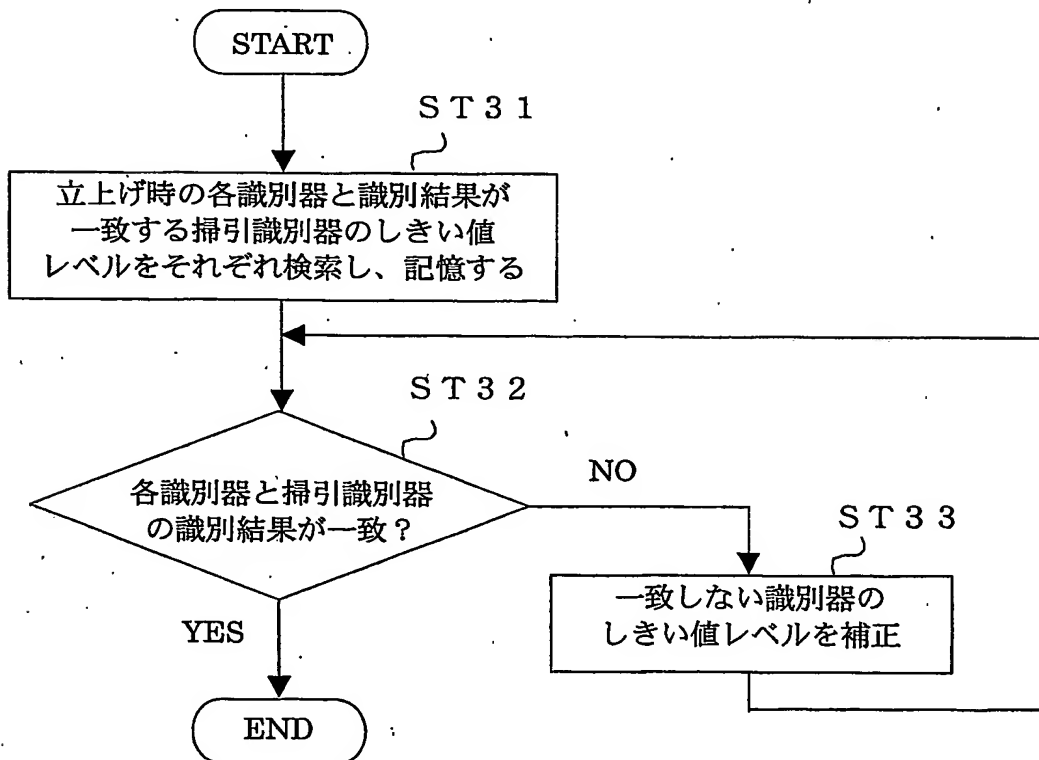 START
ＳＴ３１
立上げ時の各識別器と識別結果が
一致する掃引識別器のしきい値
レベルをそれぞれ検索し、記憶する
ＳＴ３２
各識別器と掃引識別器
の識別結果が一致？
NO
ＳＴ３３
一致しない識別器の
しきい値レベルを補正
YES
END